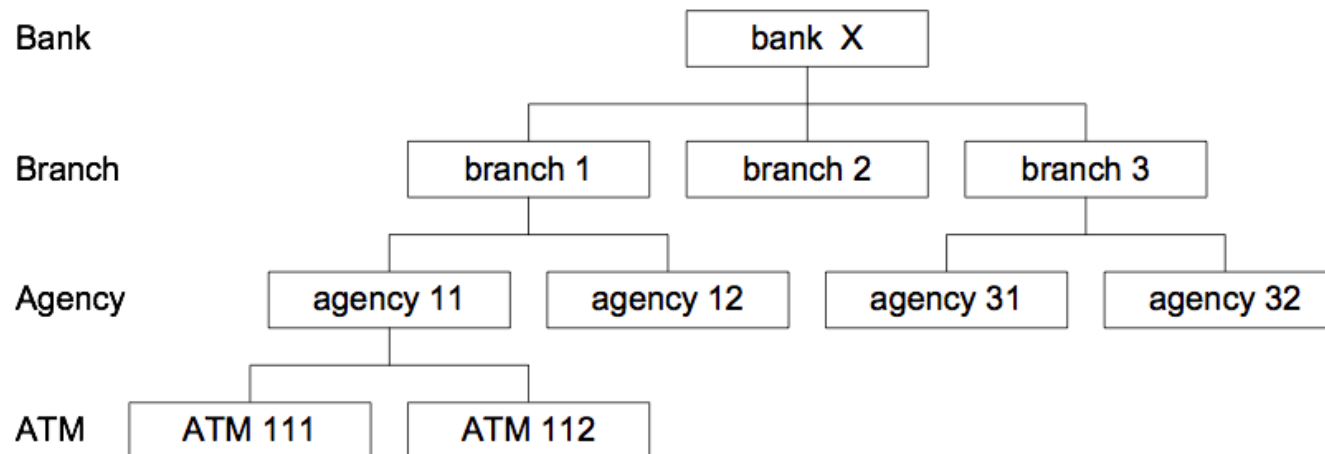 Bank
bank X
Branch
branch 1
branch 2
branch 3
Agency
agency 11
agency 12
agency 31
agency 32
ATM
ATM 111
ATM 112